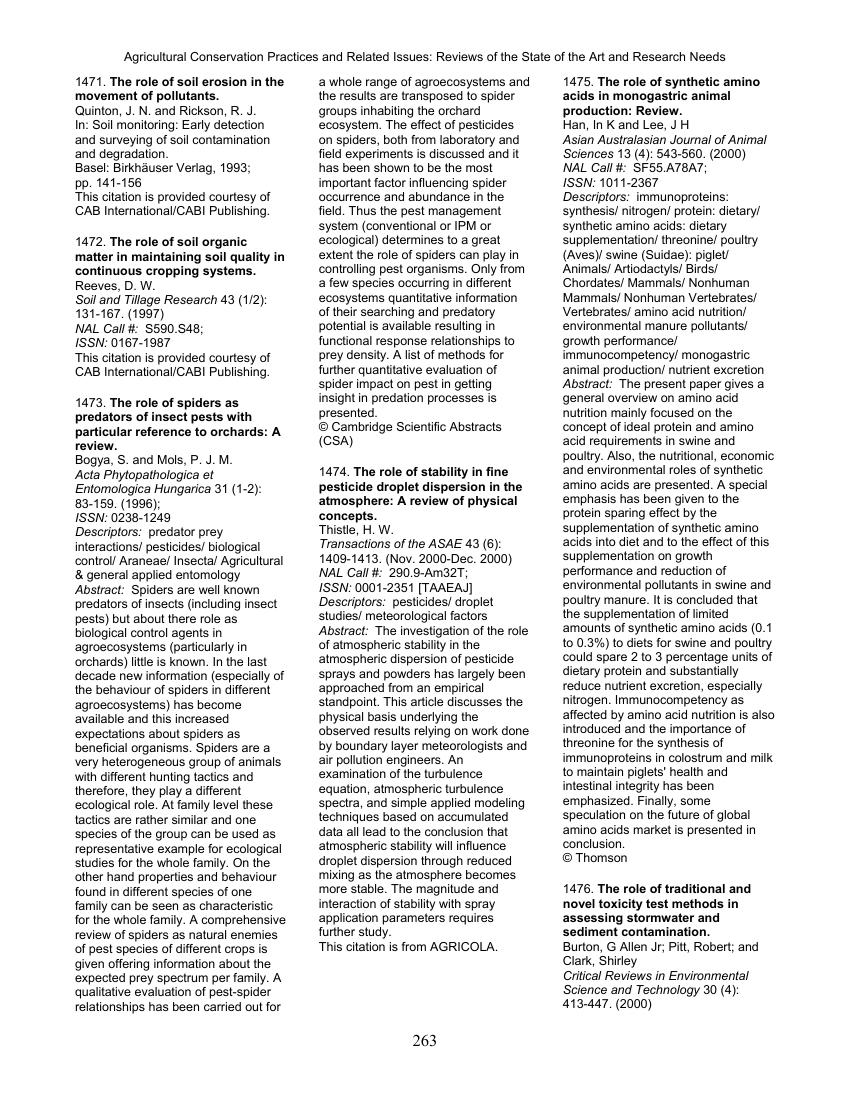 Agricultural Conservation Practices and Related Issues: Reviews of the State of the Art and Research Needs
1471. The role of soil erosion in the
movement of pollutants.
Quinton, J. N. and Rickson, R. J.
In: Soil monitoring: Early detection
and surveying of soil contamination
and degradation.
Basel: Birkhäuser Verlag, 1993;
pp. 141-156
This citation is provided courtesy of
CAB International/CABI Publishing.
1472. The role of soil organic
matter in maintaining soil quality in
continuous cropping systems.
Reeves, D. W.
Soil and Tillage Research 43 (1/2):
131-167. (1997)
NAL Call #: S590.S48;
ISSN: 0167-1987
This citation is provided courtesy of
CAB International/CABI Publishing.
1473. The role of spiders as
predators of insect pests with
particular reference to orchards: A
review.
Bogya, S. and Mols, P. J. M.
Acta Phytopathologica et
Entomologica Hungarica 31 (1-2):
83-159. (1996);
ISSN: 0238-1249
Descriptors: predator prey
interactions/ pesticides/ biological
control/ Araneae/ Insecta/ Agricultural
& general applied entomology
Abstract: Spiders are well known
predators of insects (including insect
pests) but about there role as
biological control agents in
agroecosystems (particularly in
orchards) little is known. In the last
decade new information (especially of
the behaviour of spiders in different
agroecosystems) has become
available and this increased
expectations about spiders as
beneficial organisms. Spiders are a
very heterogeneous group of animals
with different hunting tactics and
therefore, they play a different
ecological role. At family level these
tactics are rather similar and one
species of the group can be used as
representative example for ecological
studies for the whole family. On the
other hand properties and behaviour
found in different species of one
family can be seen as characteristic
for the whole family. A comprehensive
review of spiders as natural enemies
of pest species of different crops is
given offering information about the
expected prey spectrum per family. A
qualitative evaluation of pest-spider
relationships has been carried out for
a whole range of agroecosystems and
the results are transposed to spider
groups inhabiting the orchard
ecosystem. The effect of pesticides
on spiders, both from laboratory and
field experiments is discussed and it
has been shown to be the most
important factor influencing spider
occurrence and abundance in the
field. Thus the pest management
system (conventional or IPM or
ecological) determines to a great
extent the role of spiders can play in
controlling pest organisms. Only from
a few species occurring in different
ecosystems quantitative information
of their searching and predatory
potential is available resulting in
functional response relationships to
prey density. A list of methods for
further quantitative evaluation of
spider impact on pest in getting
insight in predation processes is
presented.
© Cambridge Scientific Abstracts
(CSA)
1474. The role of stability in fine
pesticide droplet dispersion in the
atmosphere: A review of physical
concepts.
Thistle, H. W.
Transactions of the ASAE 43 (6):
1409-1413. (Nov. 2000-Dec. 2000)
NAL Call #: 290.9-Am32T;
ISSN: 0001-2351 [TAAEAJ]
Descriptors: pesticides/ droplet
studies/ meteorological factors
Abstract: The investigation of the role
of atmospheric stability in the
atmospheric dispersion of pesticide
sprays and powders has largely been
approached from an empirical
standpoint. This article discusses the
physical basis underlying the
observed results relying on work done
by boundary layer meteorologists and
air pollution engineers. An
examination of the turbulence
equation, atmospheric turbulence
spectra, and simple applied modeling
techniques based on accumulated
data all lead to the conclusion that
atmospheric stability will influence
droplet dispersion through reduced
mixing as the atmosphere becomes
more stable. The magnitude and
interaction of stability with spray
application parameters requires
further study.
This citation is from AGRICOLA.
1475. The role of synthetic amino
acids in monogastric animal
production: Review.
Han, In K and Lee, J H
Asian Australasian Journal of Animal
Sciences 13 (4): 543-560. (2000)
NAL Call #: SF55.A78A7;
ISSN: 1011-2367
Descriptors: immunoproteins:
synthesis/ nitrogen/ protein: dietary/
synthetic amino acids: dietary
supplementation/ threonine/ poultry
(Aves)/ swine (Suidae): piglet/
Animals/ Artiodactyls/ Birds/
Chordates/ Mammals/ Nonhuman
Mammals/ Nonhuman Vertebrates/
Vertebrates/ amino acid nutrition/
environmental manure pollutants/
growth performance/
immunocompetency/ monogastric
animal production/ nutrient excretion
Abstract: The present paper gives a
general overview on amino acid
nutrition mainly focused on the
concept of ideal protein and amino
acid requirements in swine and
poultry. Also, the nutritional, economic
and environmental roles of synthetic
amino acids are presented. A special
emphasis has been given to the
protein sparing effect by the
supplementation of synthetic amino
acids into diet and to the effect of this
supplementation on growth
performance and reduction of
environmental pollutants in swine and
poultry manure. It is concluded that
the supplementation of limited
amounts of synthetic amino acids (0.1
to 0.3%) to diets for swine and poultry
could spare 2 to 3 percentage units of
dietary protein and substantially
reduce nutrient excretion, especially
nitrogen. Immunocompetency as
affected by amino acid nutrition is also
introduced and the importance of
threonine for the synthesis of
immunoproteins in colostrum and milk
to maintain piglets' health and
intestinal integrity has been
emphasized. Finally, some
speculation on the future of global
amino acids market is presented in
conclusion.
© Thomson
1476. The role of traditional and
novel toxicity test methods in
assessing stormwater and
sediment contamination.
Burton, G Allen Jr; Pitt, Robert; and
Clark, Shirley
Critical Reviews in Environmental
Science and Technology 30 (4):
413-447. (2000)
263